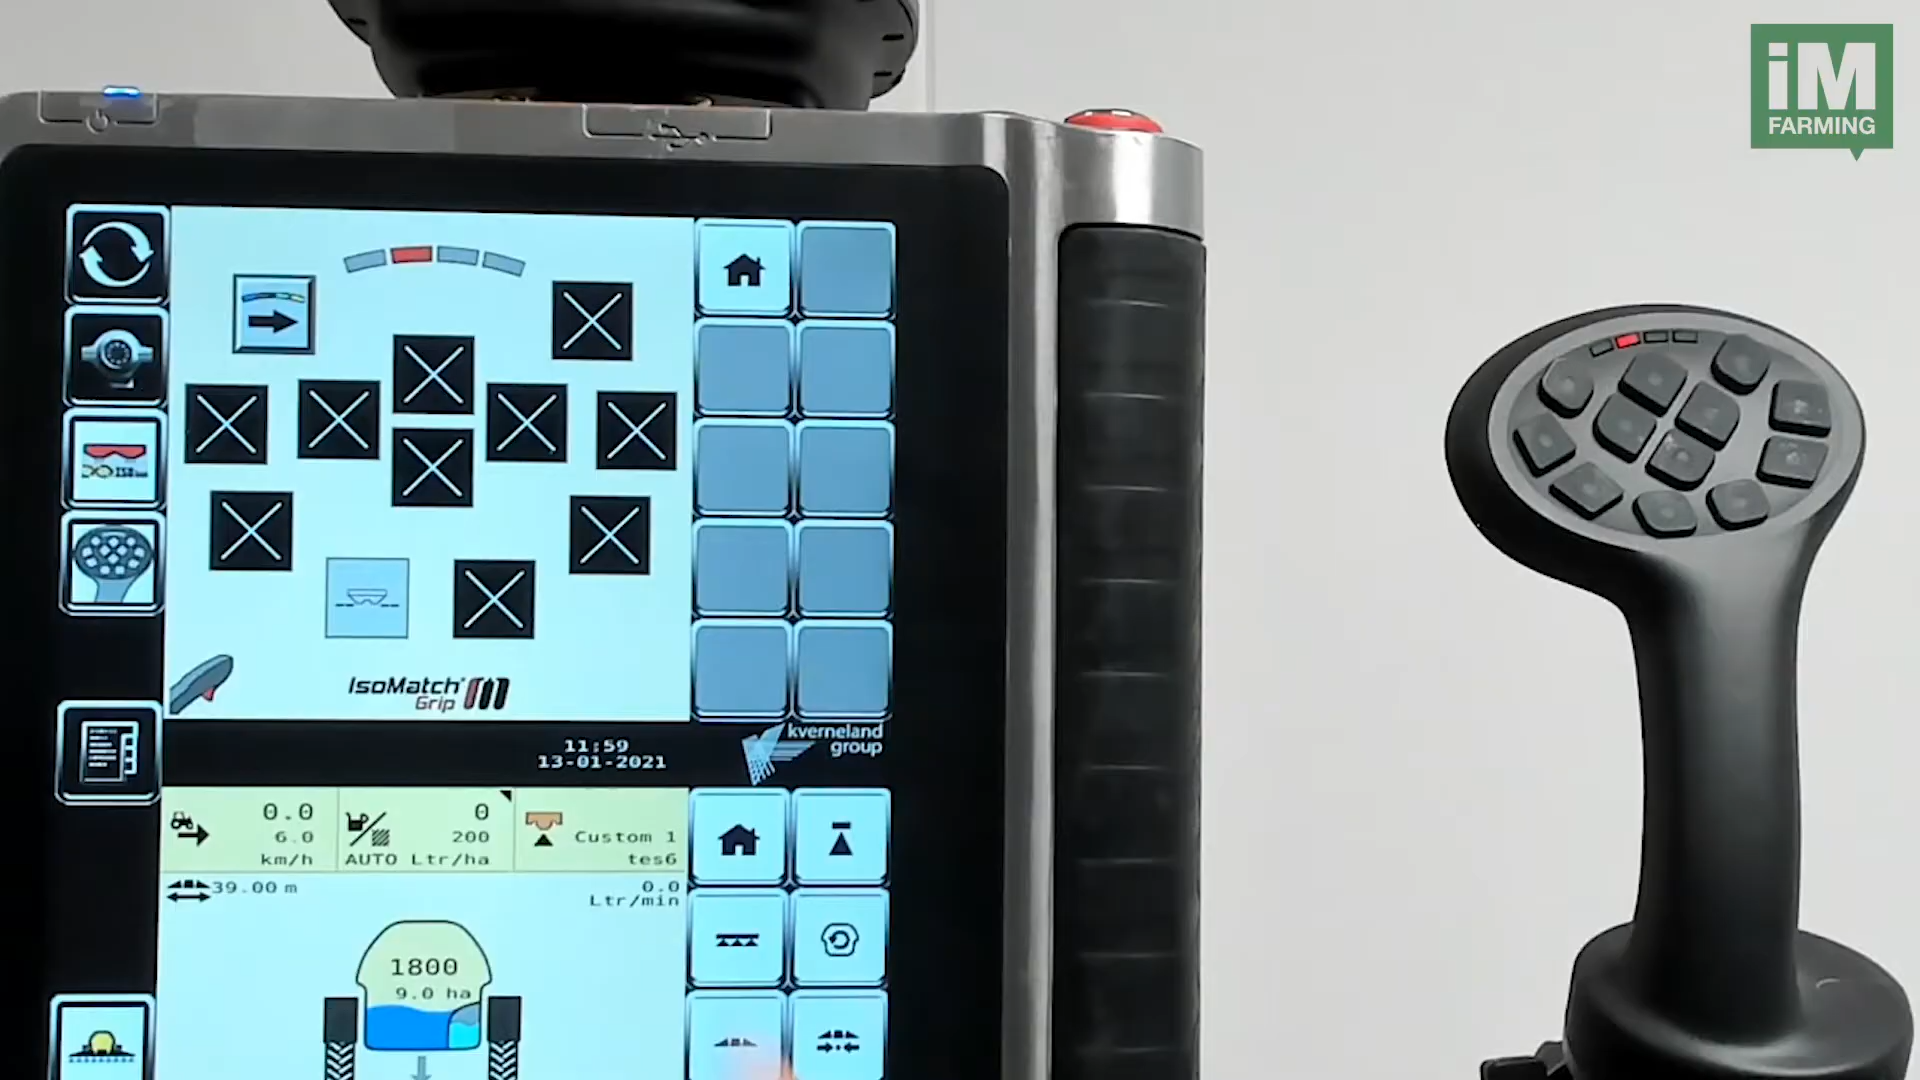 iM
FARMING
ISO
IsoMatch
Grip
kverneland
group
11:59
13-01-2021
0.0
6.0
km/h
0
200
AUTO Ltr/ha
Custom 1
tes6
39.00 m
0.0
Ltr/min
1800
9.0 ha